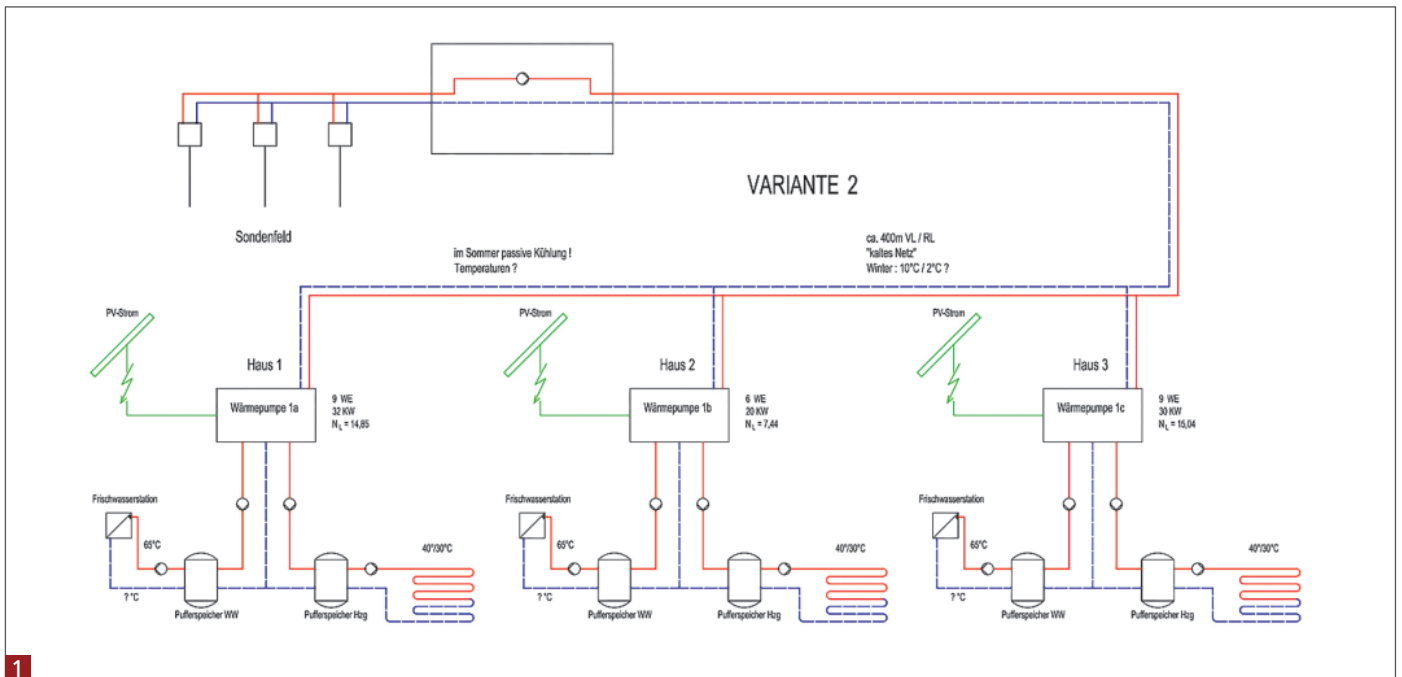 VARIANTE 2
Sondenfeld
im Sommer passive Kühlung !
Temperaturen ?
ca. 400m VL / RL
"kaltes Netz"
Winter : 10°C / 2°C ?
PV-Strom
Haus 1
Wärmepumpe 1a
9 WE
32 KW
N L = 14,85
Frischwasserstation
65°C
? °C
Pufferspeicher WW
Pufferspeicher Hzg
40°/30°C
PV-Strom
Haus 2
Wärmepumpe 1b
6 WE
20 KW
N L = 7,44
Frischwasserstation
65°C
? °C
Pufferspeicher WW
Pufferspeicher Hzg
40°/30°C
PV-Strom
Haus 3
Wärmepumpe 1c
9 WE
30 KW
N L = 15,04
Frischwasserstation
65°C
? °C
Pufferspeicher WW
Pufferspeicher Hzg
40°/30°C
1